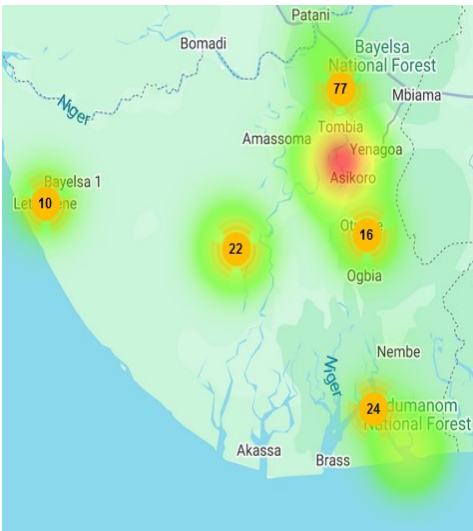 Patani
Bomadi
Bayelsa
National Forest
77
Mbiama
Niger
Tombia
Amassoma
Yenagoa
Asikoro
Bayelsa 1
10
16
22
Ogbia
Niger
Nembe
24
National Forest
Akassa
Brass